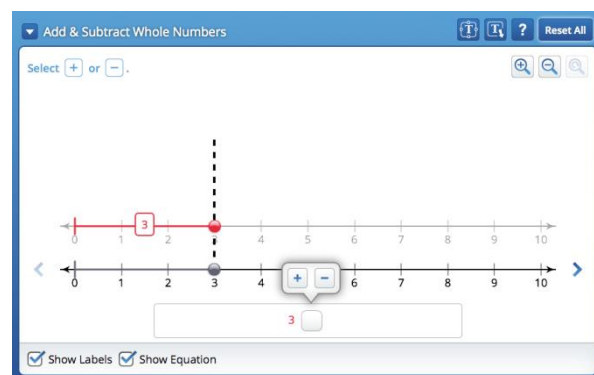 Add & Subtract Whole Numbers
T T ? Reset All
Select + or − .
3
0 1 2 3 4 5 6 7 8 9 10
0 1 2 3 4 6 7 8 9 10
+ −
3
Show Labels Show Equation